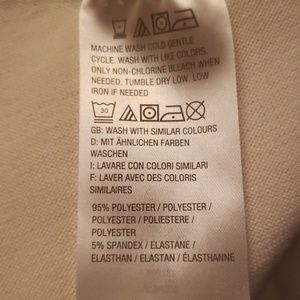 MACHINE WASH COLD GENTLE
CYCLE. WASH WITH LIKE COLORS.
ONLY NON-CHLORINE BLEACH WHEN
NEEDED. TUMBLE DRY LOW. LOW
IRON IF NEEDED
30
GB: WASH WITH SIMILAR COLOURS
D: MIT ÄHNLICHEN FARBEN
WASCHEN
I: LAVARE CON COLORI SIMILARI
F: LAVER AVEC DES COLORIS
SIMILAIRES
95% POLYESTER / POLYESTER /
POLYESTER / POLIESTERE /
POLYESTER
5% SPANDEX / ELASTANE /
ELASTHAN / ELASTAN / ÉLASTHANNE